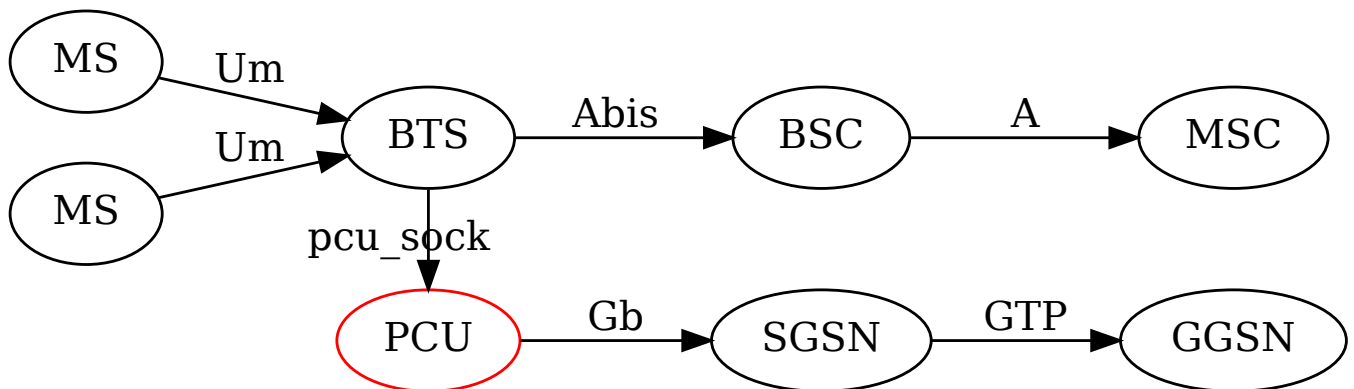 MS
Um
MS
Um
BTS
Abis
BSC
A
MSC
pcu_sock
PCU
Gb
SGSN
GTP
GGSN